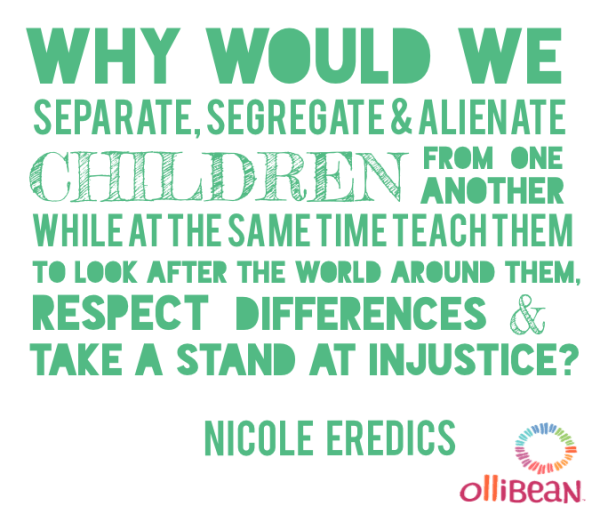 WHY WOULD WE
SEPARATE, SEGREGATE & ALIENATE
CHILDREN FROM ONE ANOTHER
WHILE AT THE SAME TIME TEACH THEM
TO LOOK AFTER THE WORLD AROUND THEM,
RESPECT DIFFERENCES &
TAKE A STAND AT INJUSTICE?
NICOLE EREDICS
OLLIBEAN